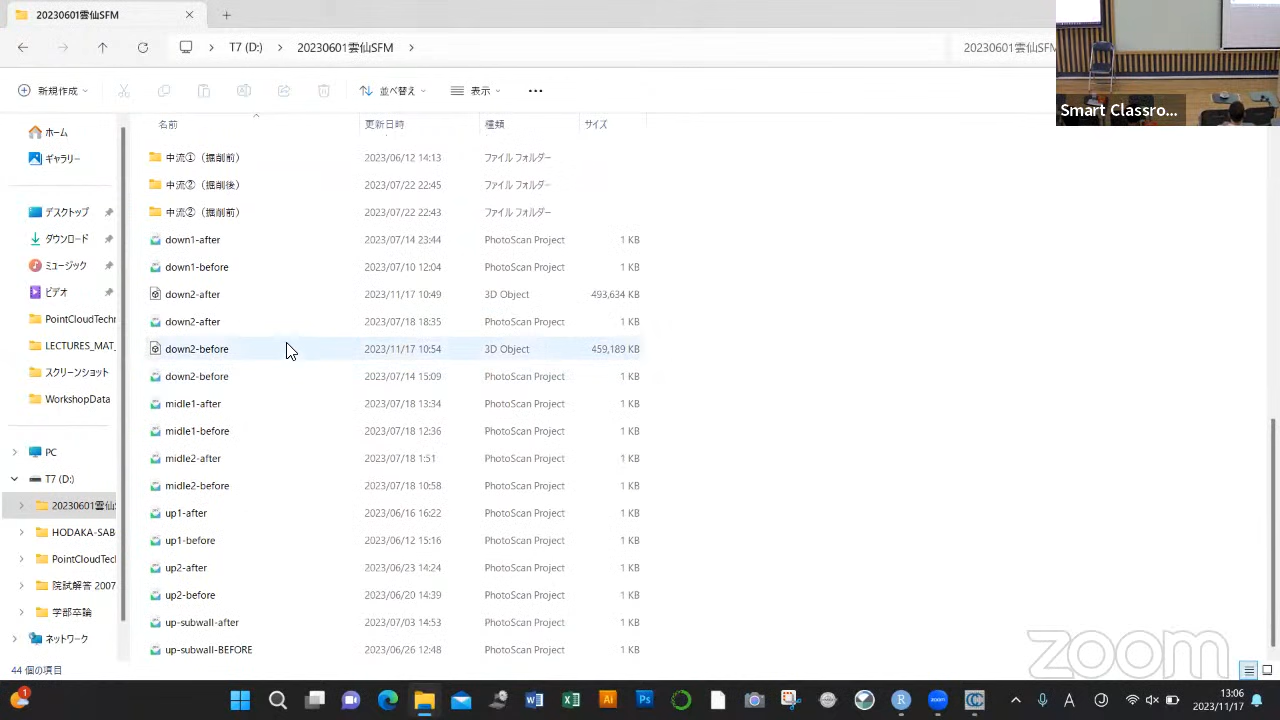 20230601雲仙SFM
T7 (D:) 20230601雲仙SFM 20230601雲仙SFM
新規作成 表示
名前 更新日時 種類 サイズ
ホーム
ギャラリー
デスクトップ
ダウンロード
ミュージック
ビデオ
PointCloudTechr
LECTURES_MAT_
スクリーンショット
WorkshopData
PC
T7 (D:)
20230601雲仙
HODAKA-SAB
PointCloudTecl
院試解答 2007
学部卒論
ネットワーク
中流①（掘削前） 2023/06/12 14:13 ファイル フォルダー
中流②（掘削後） 2023/07/22 22:45 ファイル フォルダー
中流②（掘削前） 2023/07/22 22:43 ファイル フォルダー
down1-after 2023/07/14 23:44 PhotoScan Project 1 KB
down1-before 2023/07/10 12:04 PhotoScan Project 1 KB
down2-after 2023/11/17 10:49 3D Object 493,634 KB
down2-after 2023/07/18 18:35 PhotoScan Project 1 KB
down2-before 2023/11/17 10:54 3D Object 459,189 KB
down2-before 2023/07/14 15:09 PhotoScan Project 1 KB
midle1-after 2023/07/18 13:34 PhotoScan Project 1 KB
midle1-before 2023/07/18 12:36 PhotoScan Project 1 KB
midle2-after 2023/07/18 1:51 PhotoScan Project 1 KB
midle2-before 2023/07/18 10:58 PhotoScan Project 1 KB
up1-after 2023/06/16 16:22 PhotoScan Project 1 KB
up1-before 2023/06/12 15:16 PhotoScan Project 1 KB
up2-after 2023/06/23 14:24 PhotoScan Project 1 KB
up2-before 2023/06/20 14:39 PhotoScan Project 1 KB
up-subwall-after 2023/07/03 14:53 PhotoScan Project 1 KB
up-subwall-BEFORE 2023/06/26 12:48 PhotoScan Project 1 KB
44 個の項目
Smart Classro...
zoom
13:06
2023/11/17